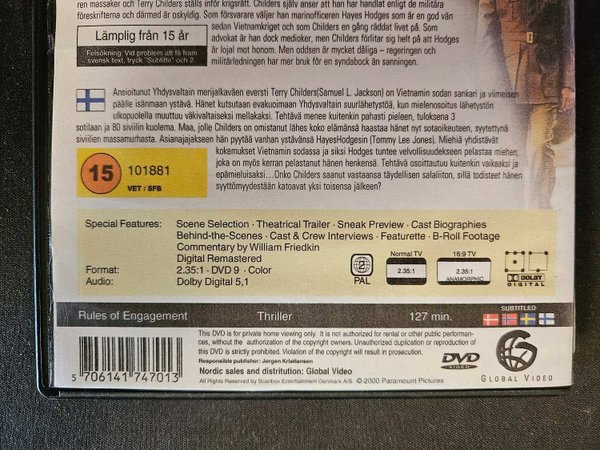 ren massaker och Terry Childers ställs inför krigsrätt. Childers själv anser att han har handlat enligt de militära
föreskrifterna och därmed är oskyldig. Som försvarare väljer han marinofficeren Hayes Hodges som är en god vän
sedan Vietnamkriget och som Childers en gång räddat livet på. Som
advokat är han dock medioker, men Childers förlitar sig helt på att Hodges
är lojal mot honom. Men oddsen är mycket dåliga – regeringen och
militärledningen har mer bruk för en syndabock än sanningen.
Lämplig från 15 år
Felsökning: Vid problem att få fram
svensk text, tryck "Subtitle" och 2.
Ansioitunut Yhdysvaltain merijalkaväen eversti Terry Childers(Samuel L. Jackson) on Vietnamin sodan sankari ja viimeisen
päälle isänmaan ystävä. Hänet kutsutaan evakuoimaan Yhdysvaltain suurlähetystöä, kun mielenosoitus lähetystön
ulkopuolella muuttuu väkivaltaiseksi mellakaksi. Tehtävä menee kuitenkin pahasti pieleen, tuloksena 3
sotilaan ja 80 siviilin kuolema. Maa, jolle Childers on omistanut lähes koko elämänsä haastaa hänet nyt sotaoikeuteen, syytettynä
siviilien massamurhasta. Asianajajakseen hän pyytää vanhan ystävänsä HayesHodgesin (Tommy Lee Jones). Miehiä yhdistävät
kokemukset Vietnamin sodassa ja siksi Hodges tuntee velvollisuudekseen pelastaa miehen,
joka on myös kerran pelastanut hänen henkensä. Tehtävä osoittautuu kuitenkin vaikeaksi ja
epämieluisaksi...Onko Childers saanut vastaansa täydellisen salaliiton, sillä todisteet hänen
syyttömyydestään katoavat yksi toisensa jälkeen?
15
101881
VET / SFB
Special Features: Scene Selection · Theatrical Trailer · Sneak Preview · Cast Biographies
Behind-the-Scenes · Cast & Crew Interviews · Featurette · B-Roll Footage
Commentary by William Friedkin
Digital Remastered
Format: 2.35:1 · DVD 9 · Color
Audio: Dolby Digital 5,1
2
PAL
Normal TV
2.35:1
16:9 TV
2.35:1
ANAMORPHIC
DOLBY
DIGITAL
Rules of Engagement Thriller 127 min.
SUBTITLED
This DVD is for private home viewing only. It is not authorized for rental or other public performan-
ces, without the authorization of the copyright owners. Unauthorized duplication or reproduction of
this DVD is strictly prohibited. Violation of the copyright will result in prosecution.
Responsible publisher: Jørgen Kristiansen
Nordic sales and distribution: Global Video
All Rights Reserved by Scanbox Entertainment Denmark A/S © 2000 Paramount Pictures
5 706141 747013
DVD
VIDEO
GLOBAL VIDEO